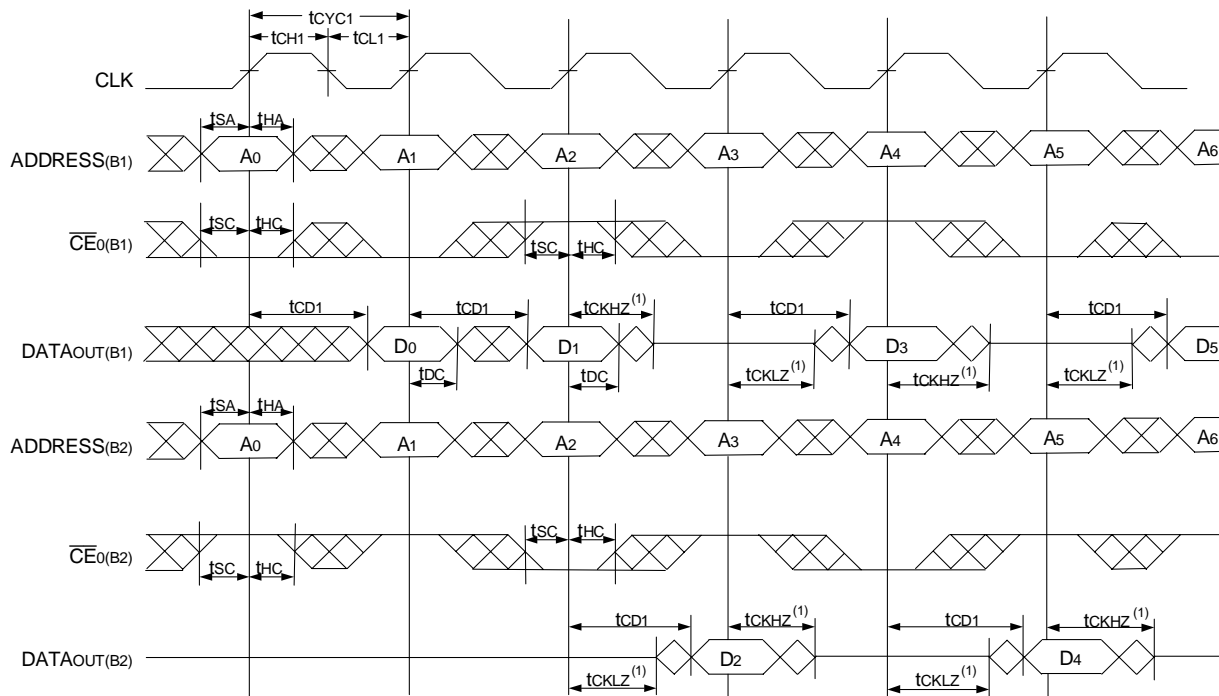 tCYC1
tCH1 tCL1
CLK
tSA tHA
ADDRESS(B1) A0 A1 A2 A3 A4 A5 A6
tSC tHC
CE0(B1) tSC tHC
tCD1 tCD1 tCKHZ(1) tCD1 tCD1
DATAOUT(B1) D0 D1 D3 D5
tDC tDC tCKLZ(1) tCKHZ(1) tCKLZ(1)
tSA tHA
ADDRESS(B2) A0 A1 A2 A3 A4 A5 A6
tSC tHC
CE0(B2)
tSC tHC
tCD1 tCKHZ(1) tCD1 tCKHZ(1)
DATAOUT(B2) D2 D4
tCKLZ(1) tCKLZ(1)